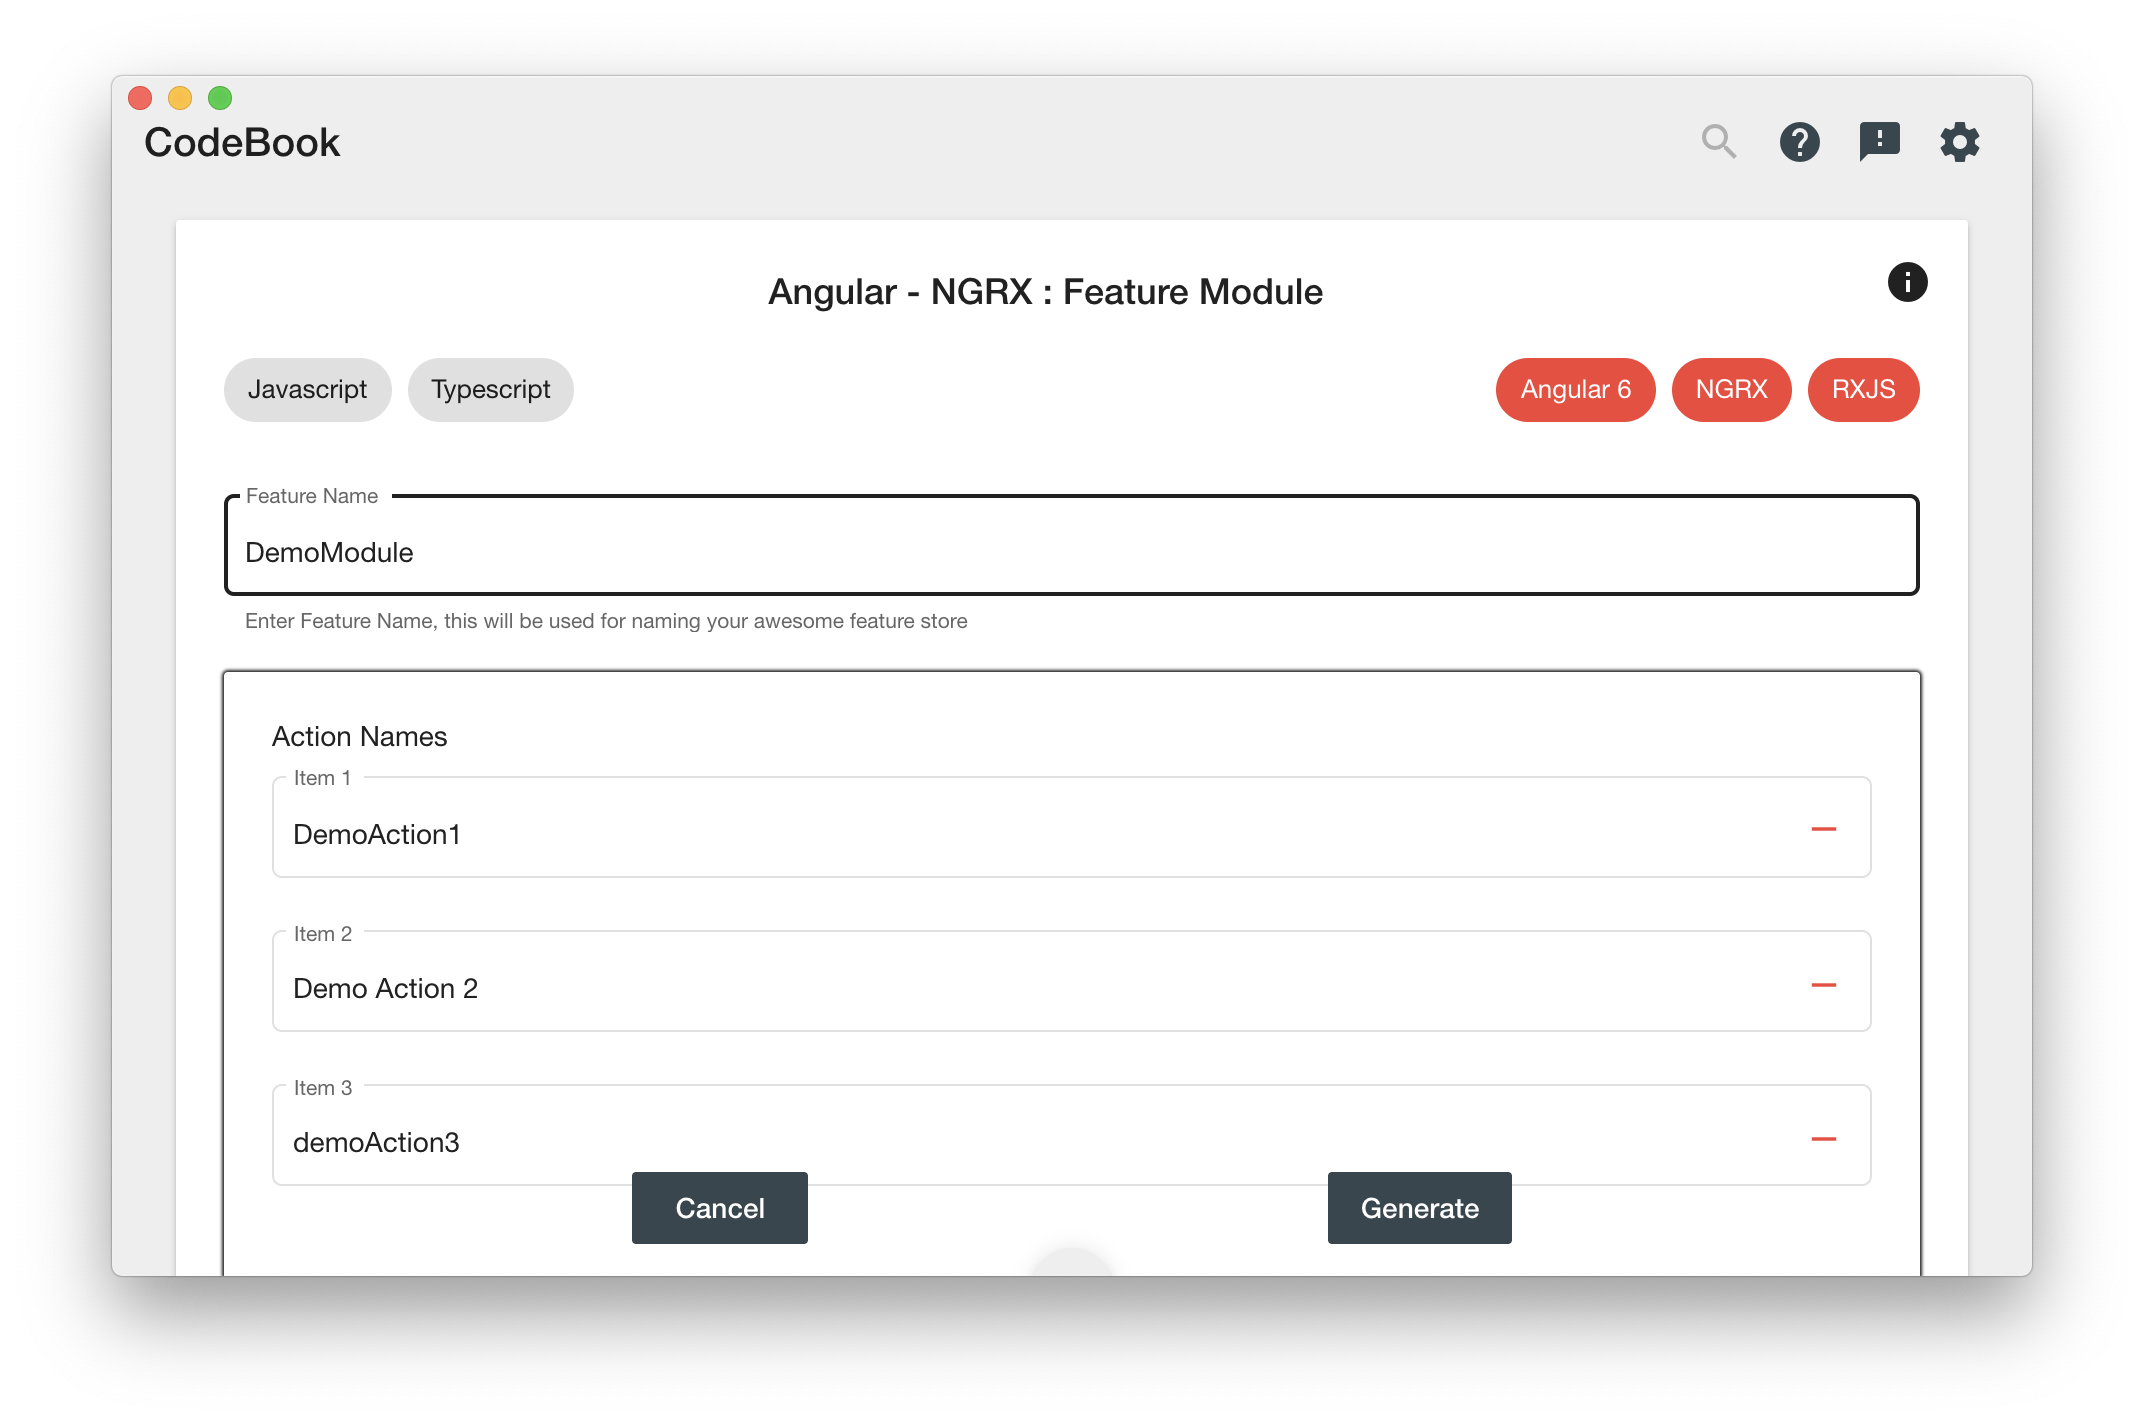 CodeBook
Angular - NGRX : Feature Module
Javascript Typescript Angular 6 NGRX RXJS
Feature Name
DemoModule
Enter Feature Name, this will be used for naming your awesome feature store
Action Names
Item 1
DemoAction1
Item 2
Demo Action 2
Item 3
demoAction3
Cancel Generate